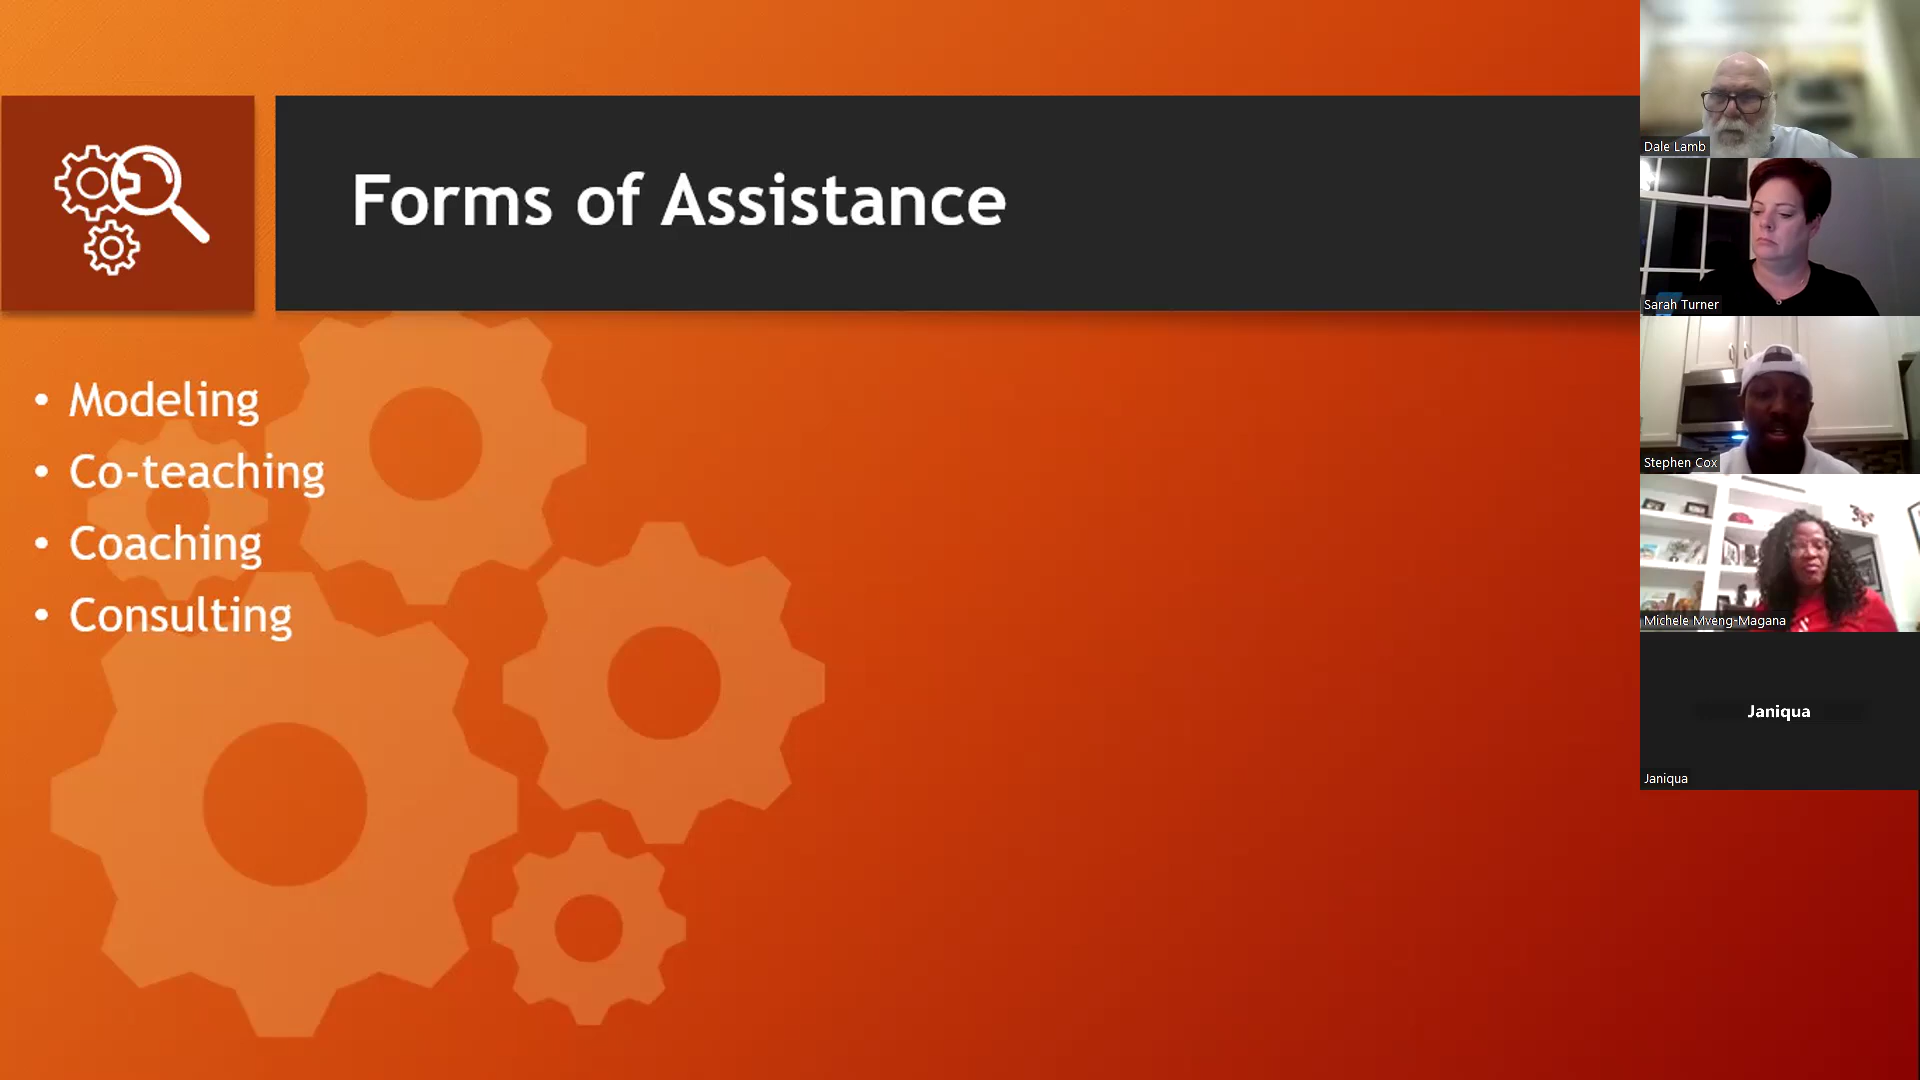 Forms of Assistance
• Modeling
• Co-teaching
• Coaching
• Consulting
Dale Lamb
Sarah Turner
Stephen Cox
Michele Mveng-Magana
Janiqua
Janiqua